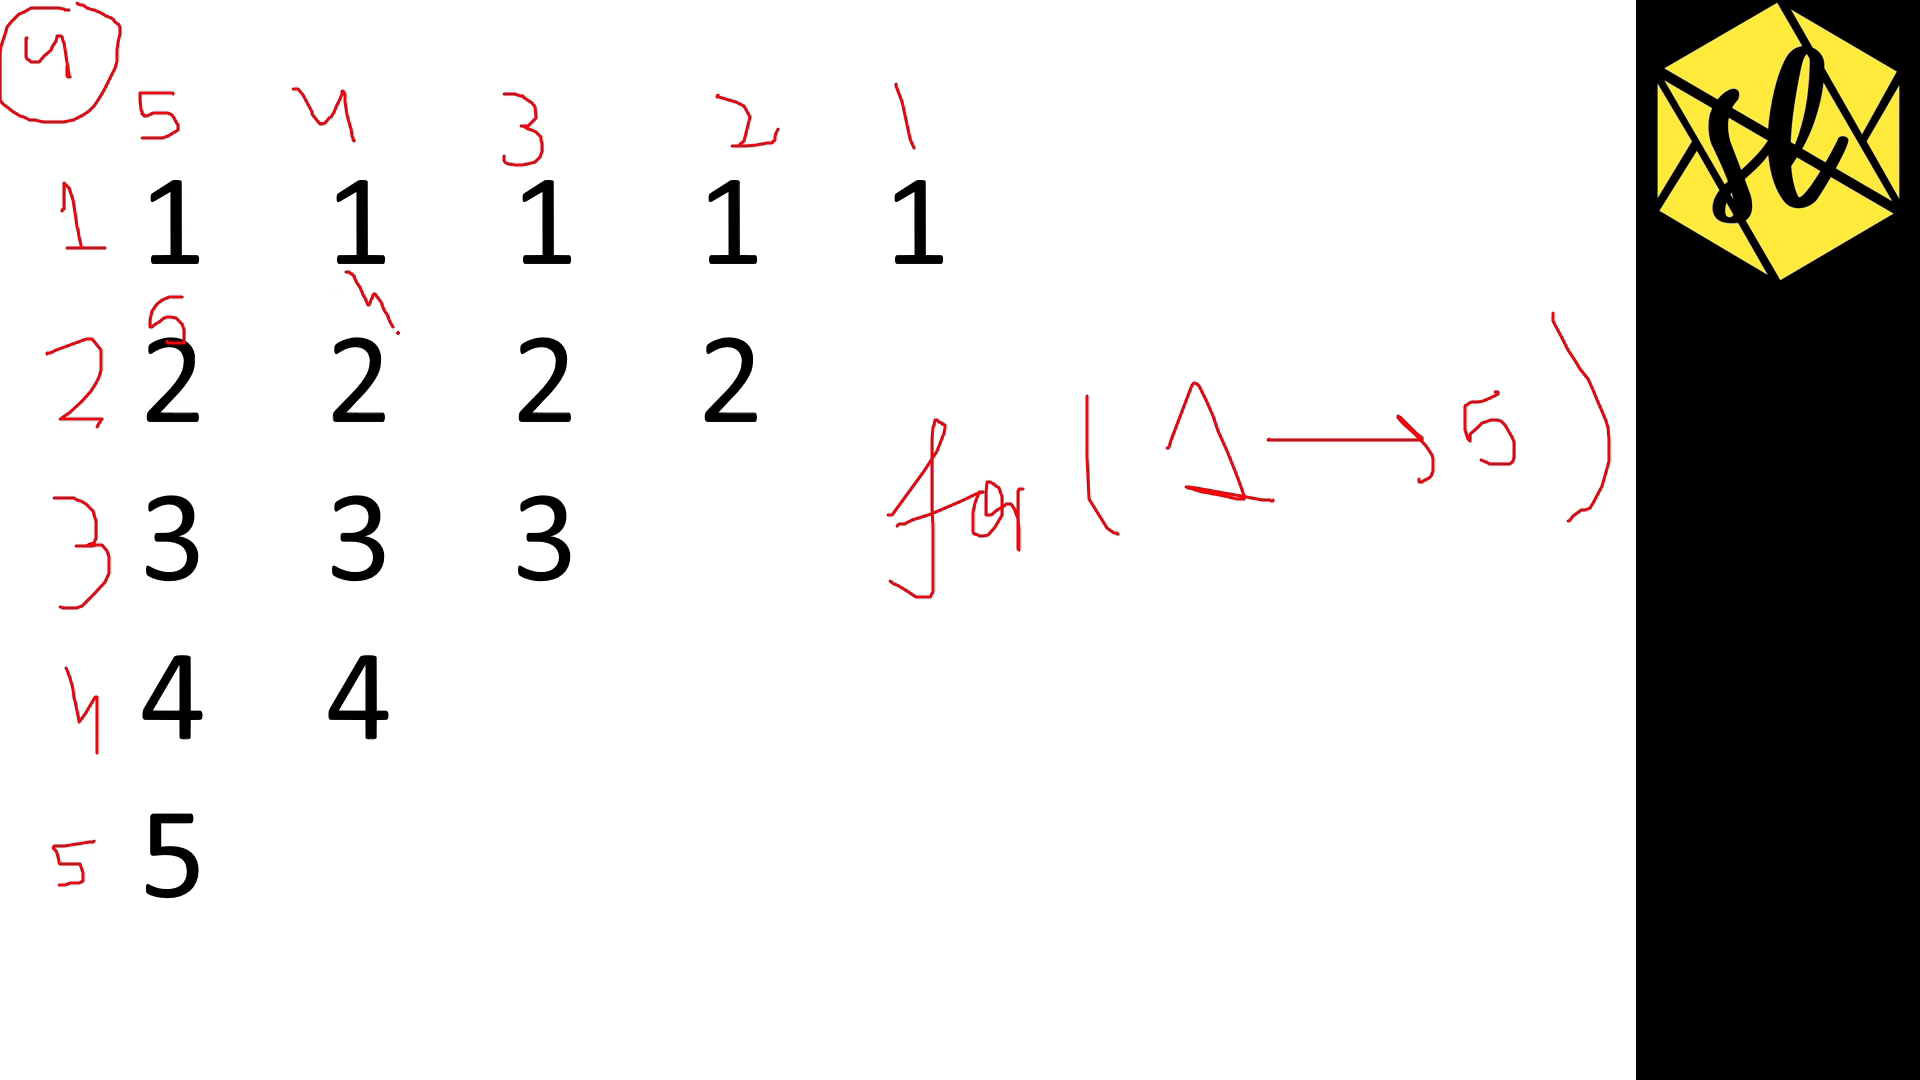 4
5 4 3 2 1
1 1 1 1 1 1
5 4
2 2 2 2 2
for ( 1 → 5 )
3 3 3 3
4 4 4
5 5
sl